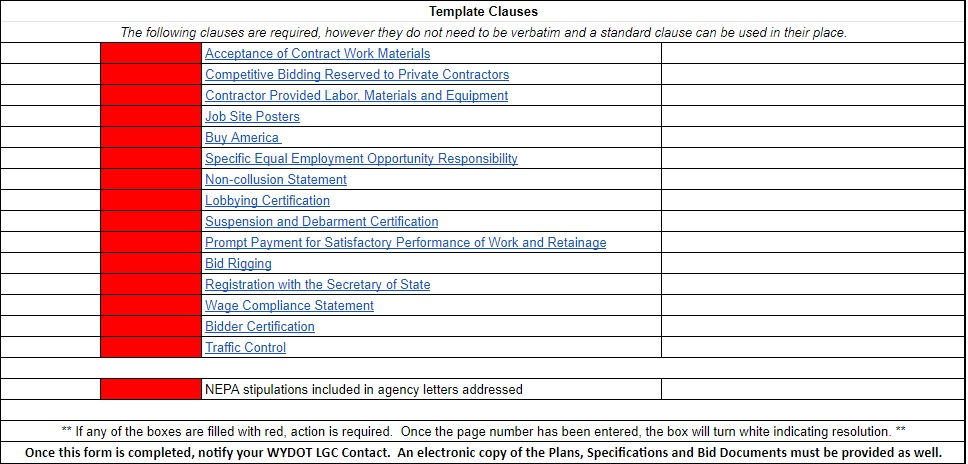 Template Clauses
The following clauses are required, however they do not need to be verbatim and a standard clause can be used in their place.
Acceptance of Contract Work Materials
Competitive Bidding Reserved to Private Contractors
Contractor Provided Labor, Materials and Equipment
Job Site Posters
Buy America
Specific Equal Employment Opportunity Responsibility
Non-collusion Statement
Lobbying Certification
Suspension and Debarment Certification
Prompt Payment for Satisfactory Performance of Work and Retainage
Bid Rigging
Registration with the Secretary of State
Wage Compliance Statement
Bidder Certification
Traffic Control
NEPA stipulations included in agency letters addressed
** If any of the boxes are filled with red, action is required.  Once the page number has been entered, the box will turn white indicating resolution. **
Once this form is completed, notify your WYDOT LGC Contact.  An electronic copy of the Plans, Specifications and Bid Documents must be provided as well.